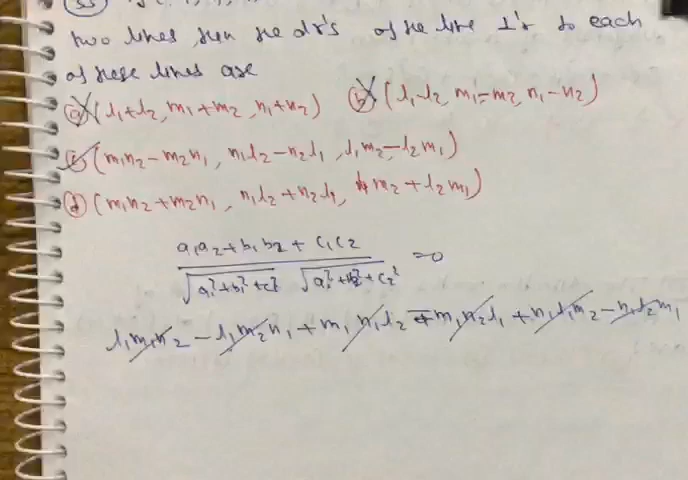 (55)
two lines then the dr's of the line ⊥'r to each
of these lines are
(a) (l₁+l₂, m₁+m₂, n₁+n₂) (b) (l₁-l₂, m₁-m₂, n₁-n₂)
(c) (m₁n₂-m₂n₁, n₁l₂-n₂l₁, l₁m₂-l₂m₁)
(d) (m₁n₂+m₂n₁, n₁l₂+n₂l₁, l₁m₂+l₂m₁)
a₁a₂+b₁b₂+c₁c₂
√a₁²+b₁²+c₁² √a₂²+b₂²+c₂² =0
l₁m₁n₂ - l₁m₂n₁ + m₁n₁l₂ - m₁n₂l₁ + n₁l₁m₂ - n₁l₂m₁